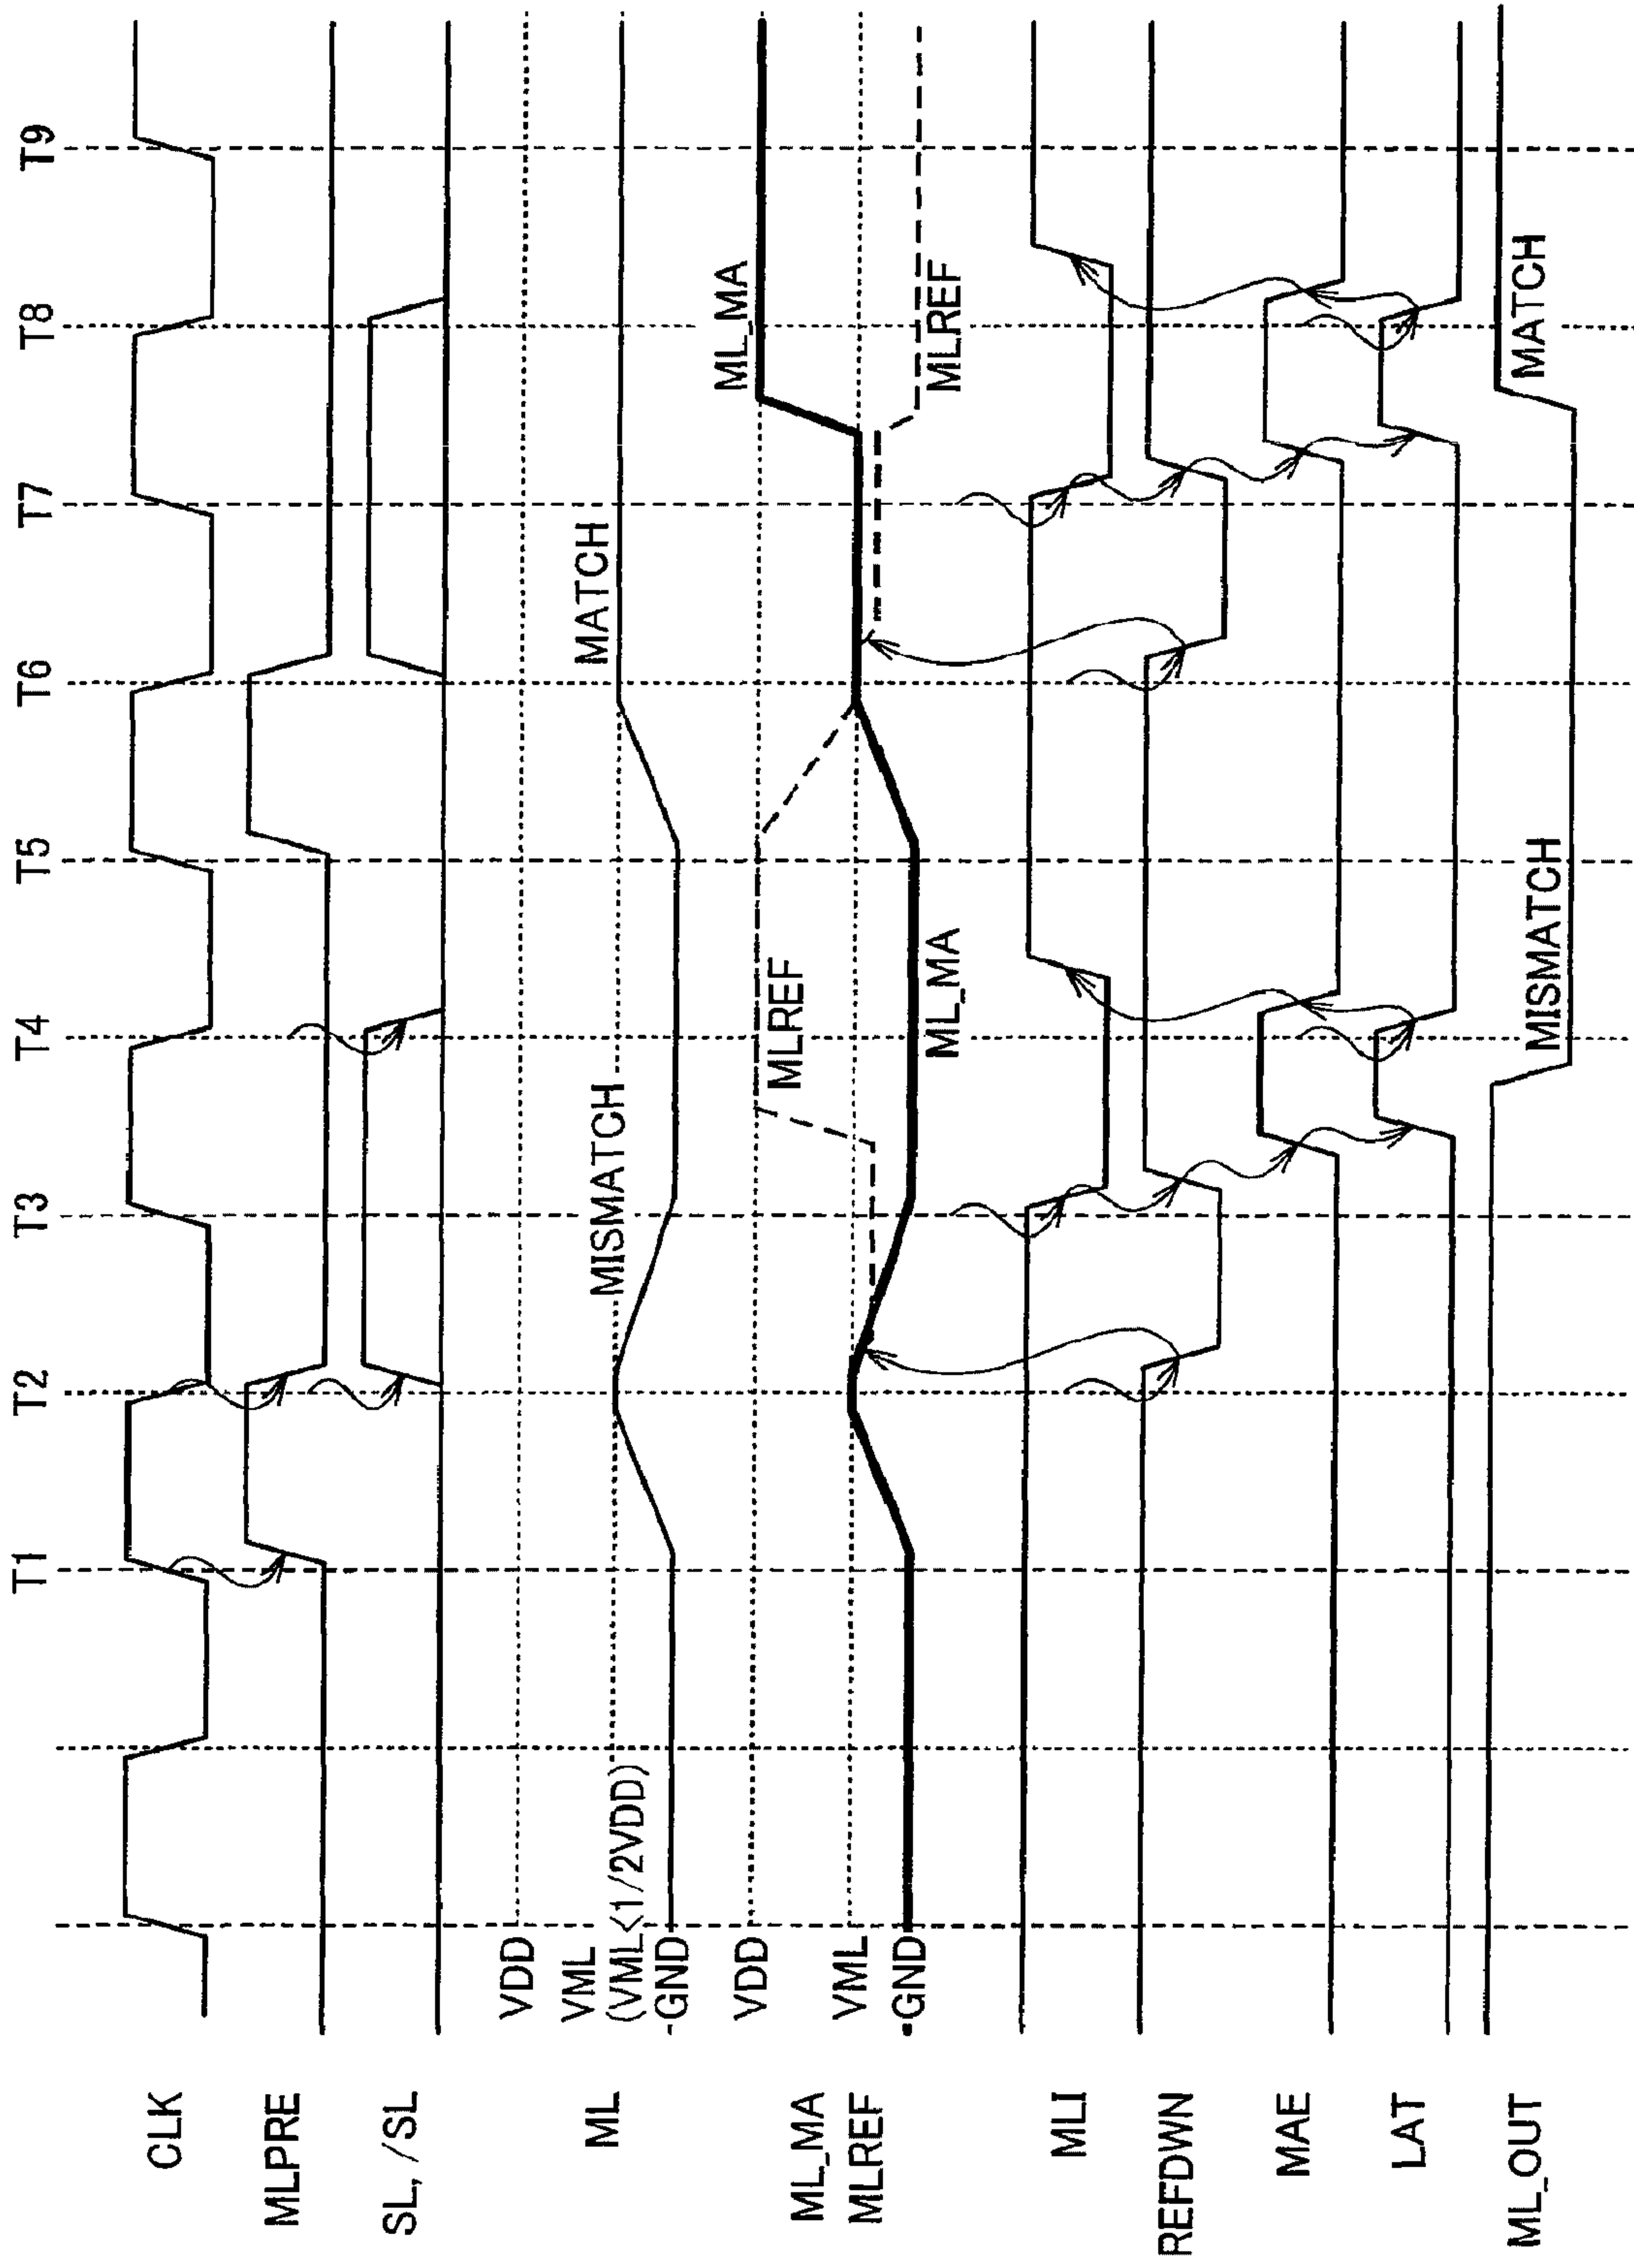 T1 T2 T3 T4 T5 T6 T7 T8 T9
CLK
MLPRE
SL, /SL
VDD
VML
(VML<1/2VDD)
GND
ML
MISMATCH
MATCH
VDD
VML
GND
ML_MA
MLREF
MLREF
ML_MA
ML_MA
MLREF
MLI
REFDWN
MAE
LAT
ML_OUT
MISMATCH
MATCH